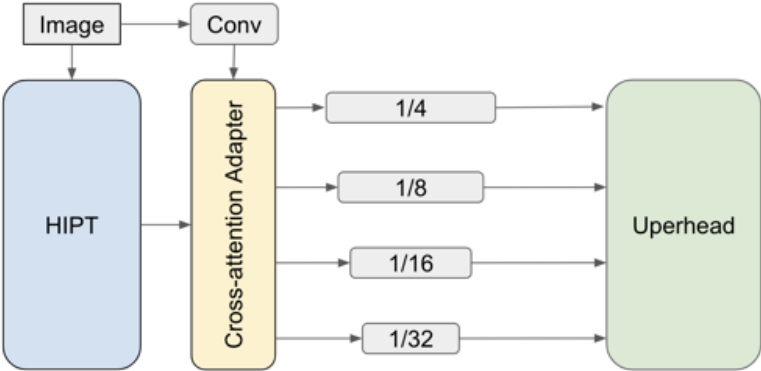 Image
Conv
HIPT
Cross-attention Adapter
1/4
1/8
1/16
1/32
Uperhead